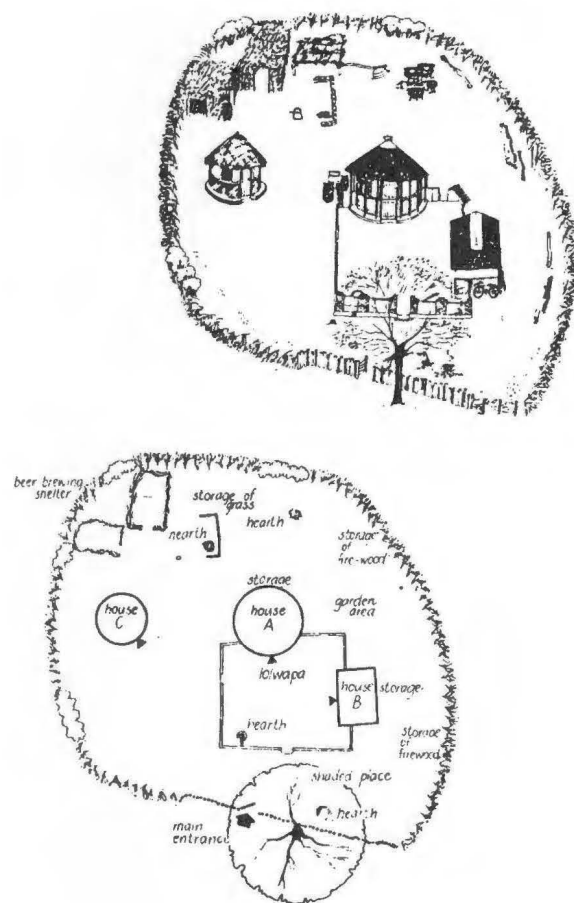 beer brewing
shelter
storage of
grass
hearth
hearth
storage
of
fire-wood
storage
house
A
garden
area
house
C
lolwapa
house
B
storage
hearth
storage
of
firewood
shaded place
hearth
main
entrance